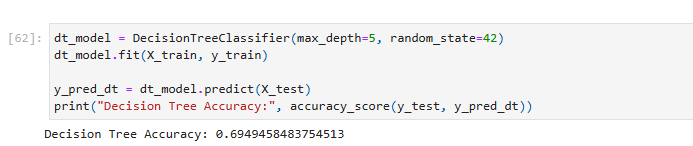 [62]: dt_model = DecisionTreeClassifier(max_depth=5, random_state=42)
dt_model.fit(X_train, y_train)
y_pred_dt = dt_model.predict(X_test)
print("Decision Tree Accuracy:", accuracy_score(y_test, y_pred_dt))
Decision Tree Accuracy: 0.6949458483754513